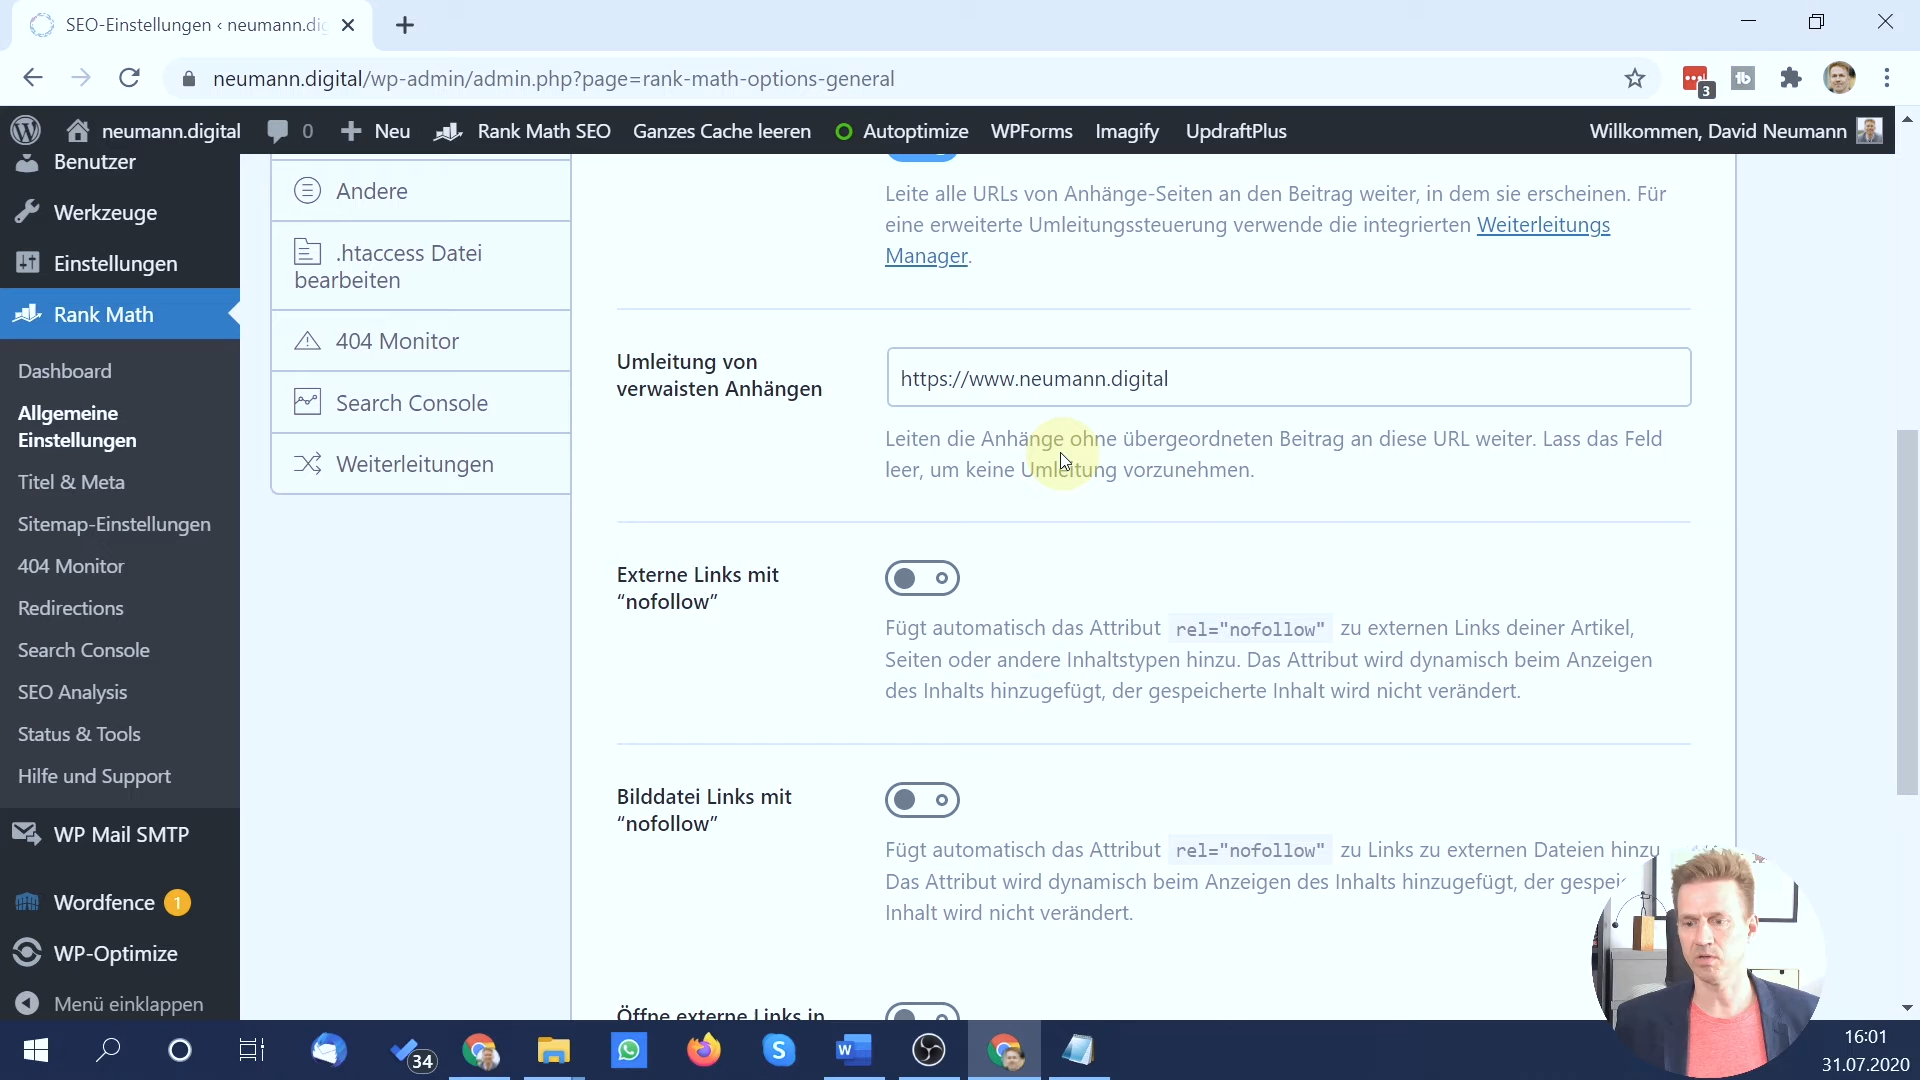 SEO-Einstellungen ‹ neumann.dig
neumann.digital/wp-admin/admin.php?page=rank-math-options-general
3
neumann.digital 0 Neu Rank Math SEO Ganzes Cache leeren Autoptimize WPForms Imagify UpdraftPlus Willkommen, David Neumann
Benutzer
Werkzeuge
Einstellungen
Rank Math
Dashboard
Allgemeine
Einstellungen
Titel & Meta
Sitemap-Einstellungen
404 Monitor
Redirections
Search Console
SEO Analysis
Status & Tools
Hilfe und Support
WP Mail SMTP
Wordfence 1
WP-Optimize
Menü einklappen
Andere
.htaccess Datei
bearbeiten
404 Monitor
Search Console
Weiterleitungen
Leite alle URLs von Anhänge-Seiten an den Beitrag weiter, in dem sie erscheinen. Für
eine erweiterte Umleitungssteuerung verwende die integrierten Weiterleitungs
Manager.
Umleitung von
verwaisten Anhängen
https://www.neumann.digital
Leiten die Anhänge ohne übergeordneten Beitrag an diese URL weiter. Lass das Feld
leer, um keine Umleitung vorzunehmen.
Externe Links mit
“nofollow”
Fügt automatisch das Attribut rel="nofollow" zu externen Links deiner Artikel,
Seiten oder andere Inhaltstypen hinzu. Das Attribut wird dynamisch beim Anzeigen
des Inhalts hinzugefügt, der gespeicherte Inhalt wird nicht verändert.
Bilddatei Links mit
“nofollow”
Fügt automatisch das Attribut rel="nofollow" zu Links zu externen Dateien hinzu
Das Attribut wird dynamisch beim Anzeigen des Inhalts hinzugefügt, der gespeic
Inhalt wird nicht verändert.
Öffne externe Links in
34
16:01
31.07.2020